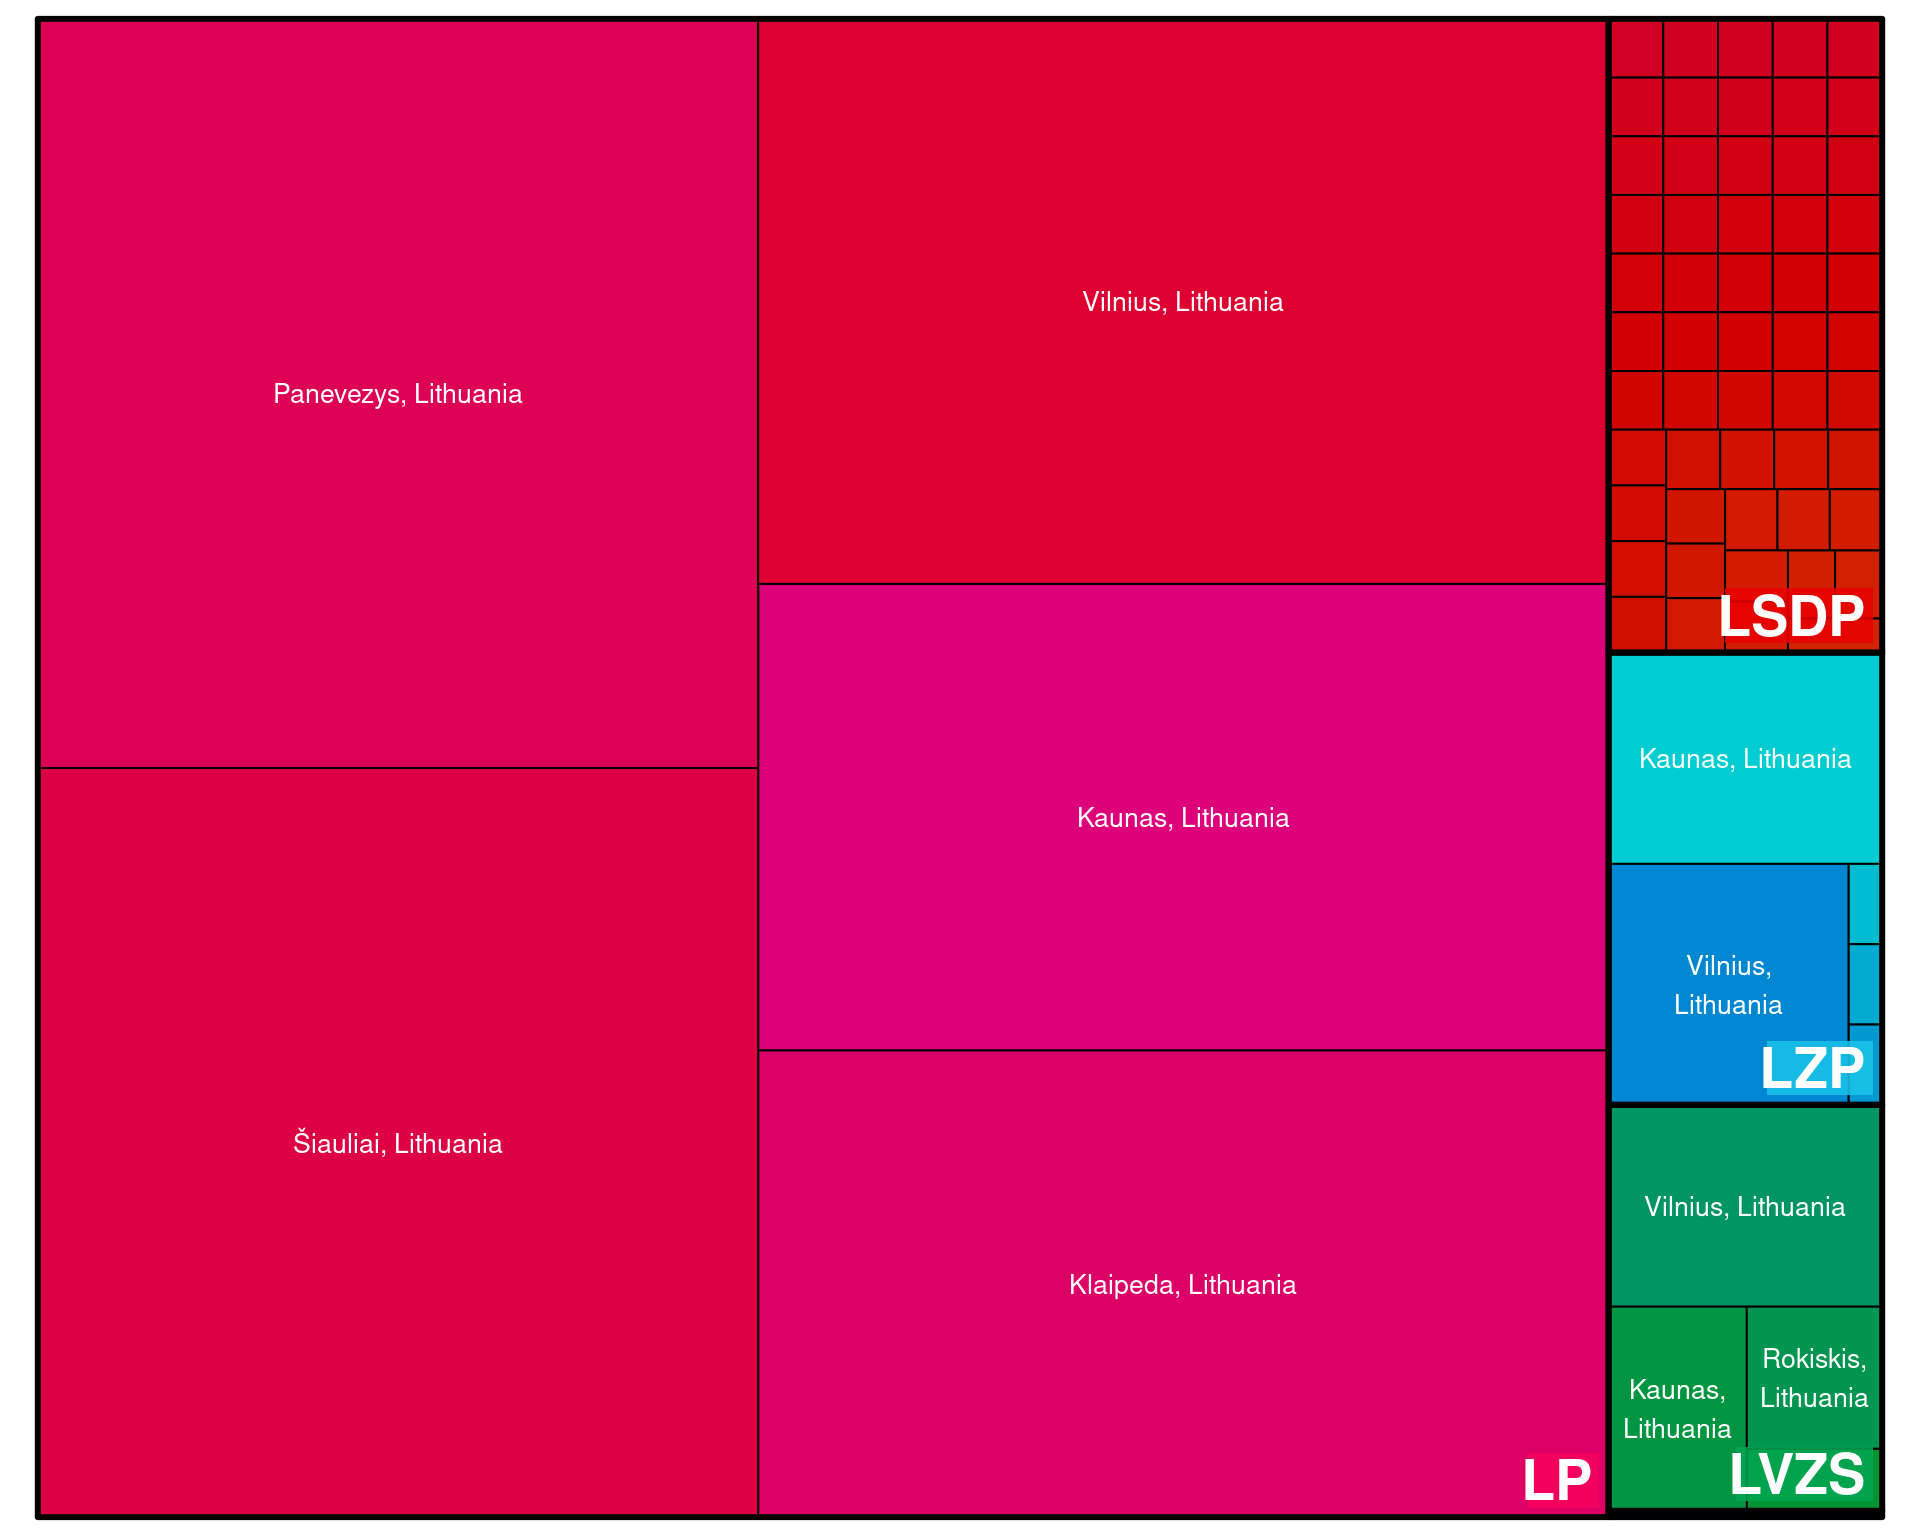 Panevezys, Lithuania
Šiauliai, Lithuania
Vilnius, Lithuania
Kaunas, Lithuania
Klaipeda, Lithuania
LP
LSDP
Kaunas, Lithuania
Vilnius,
Lithuania
LZP
Vilnius, Lithuania
Kaunas,
Lithuania
Rokiskis,
Lithuania
LVZS